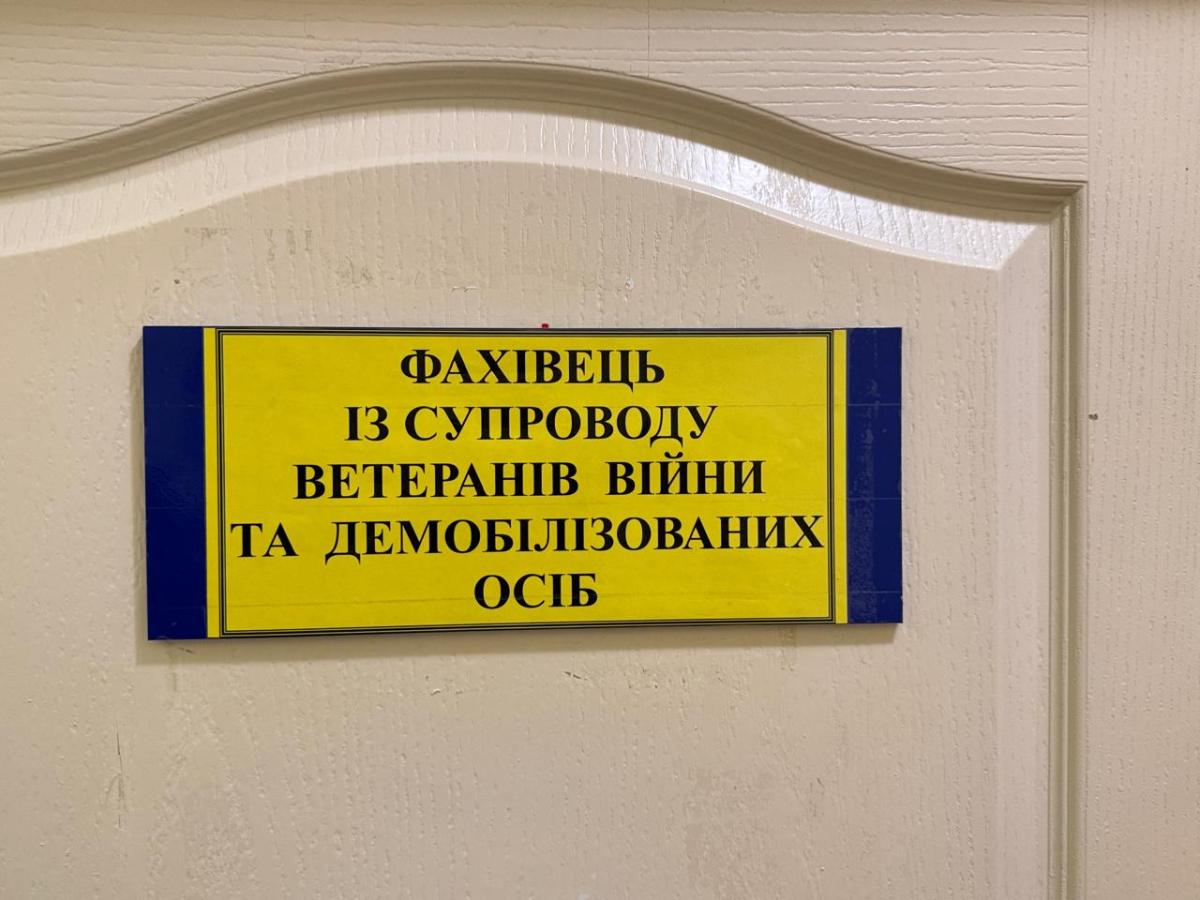 ФАХІВЕЦЬ
ІЗ СУПРОВОДУ
ВЕТЕРАНІВ ВІЙНИ
ТА ДЕМОБІЛІЗОВАНИХ
ОСІБ